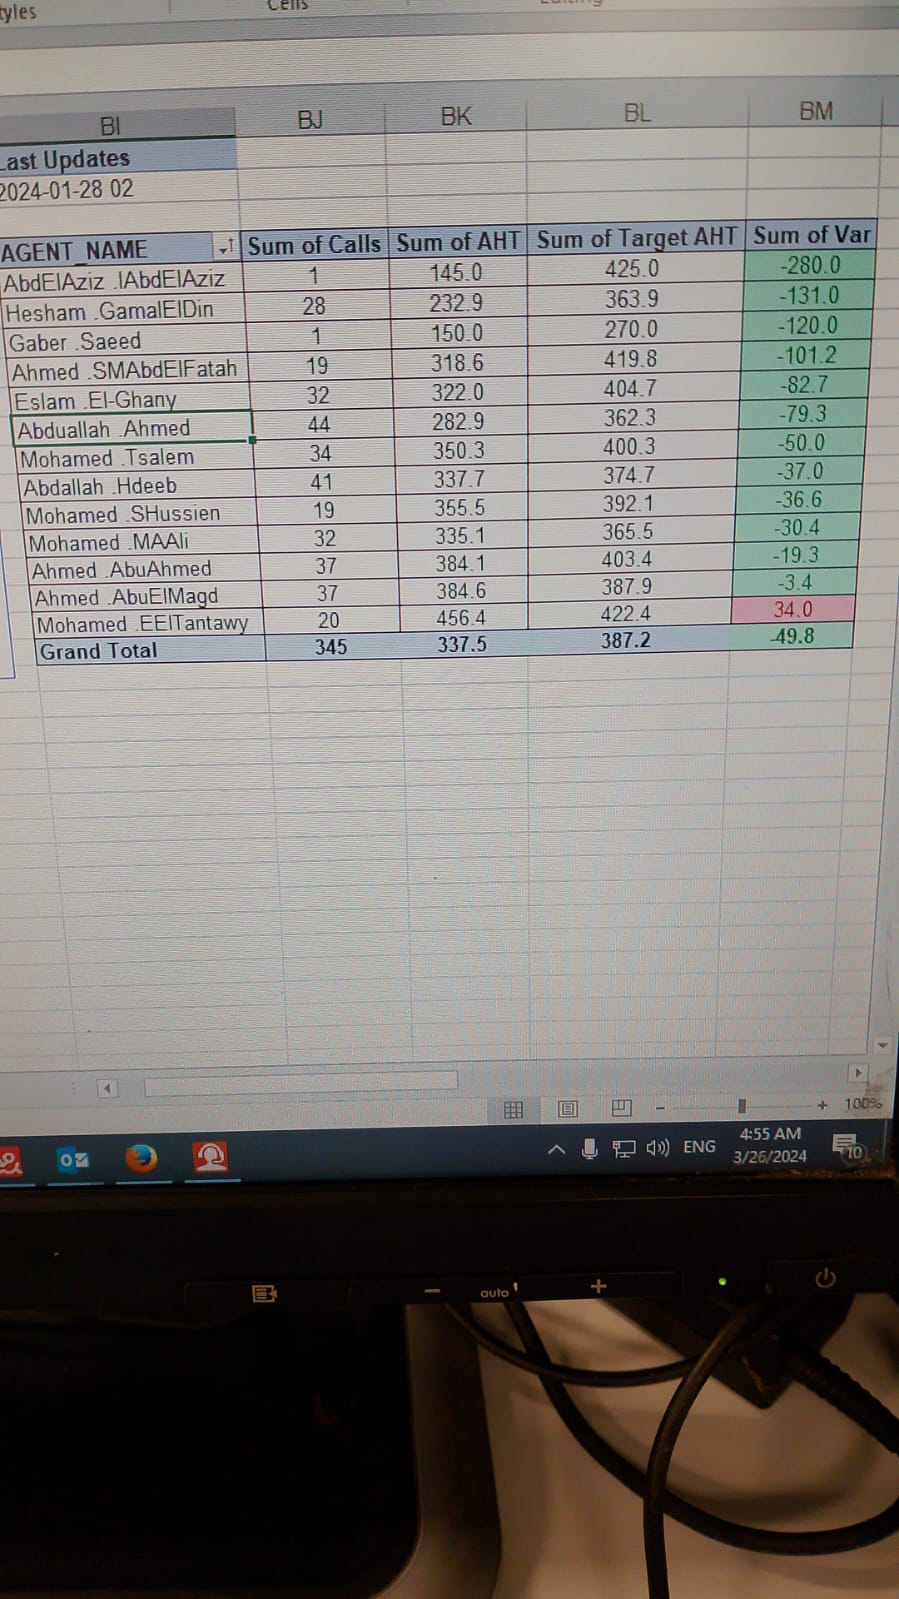 Cells
BI BJ BK BL BM
Last Updates
2024-01-28 02
AGENT_NAME Sum of Calls Sum of AHT Sum of Target AHT Sum of Var
AbdElAziz .IAbdElAziz 1 145.0 425.0 -280.0
Hesham .GamalElDin 28 232.9 363.9 -131.0
Gaber .Saeed 1 150.0 270.0 -120.0
Ahmed .SMAbdElFatah 19 318.6 419.8 -101.2
Eslam .El-Ghany 32 322.0 404.7 -82.7
Abduallah .Ahmed 44 282.9 362.3 -79.3
Mohamed .Tsalem 34 350.3 400.3 -50.0
Abdallah .Hdeeb 41 337.7 374.7 -37.0
Mohamed .SHussien 19 355.5 392.1 -36.6
Mohamed .MAAli 32 335.1 365.5 -30.4
Ahmed .AbuAhmed 37 384.1 403.4 -19.3
Ahmed .AbuElMagd 37 384.6 387.9 -3.4
Mohamed .EElTantawy 20 456.4 422.4 34.0
Grand Total 345 337.5 387.2 -49.8
100%
ENG
4:55 AM
3/26/2024
10
auto